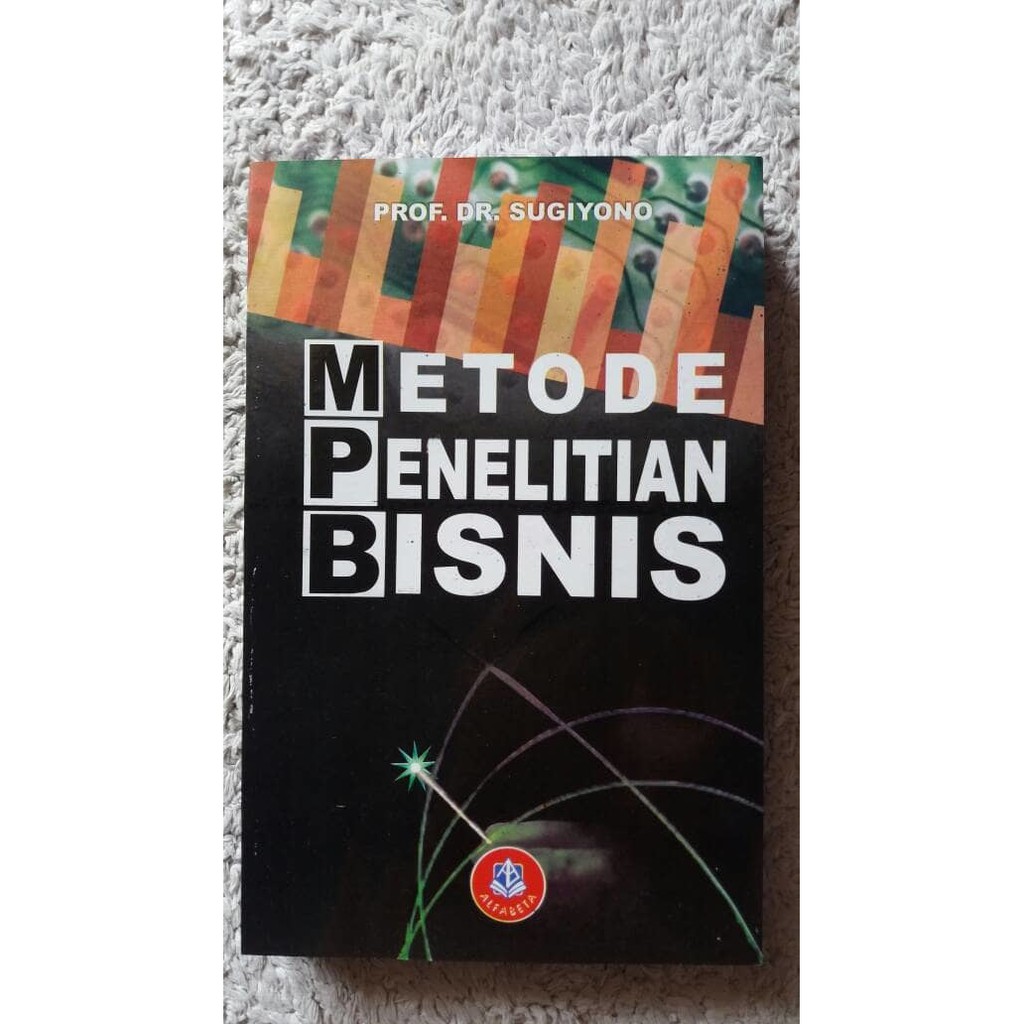 PROF. DR. SUGIYONO
METODE
PENELITIAN
BISNIS
ALFABETA